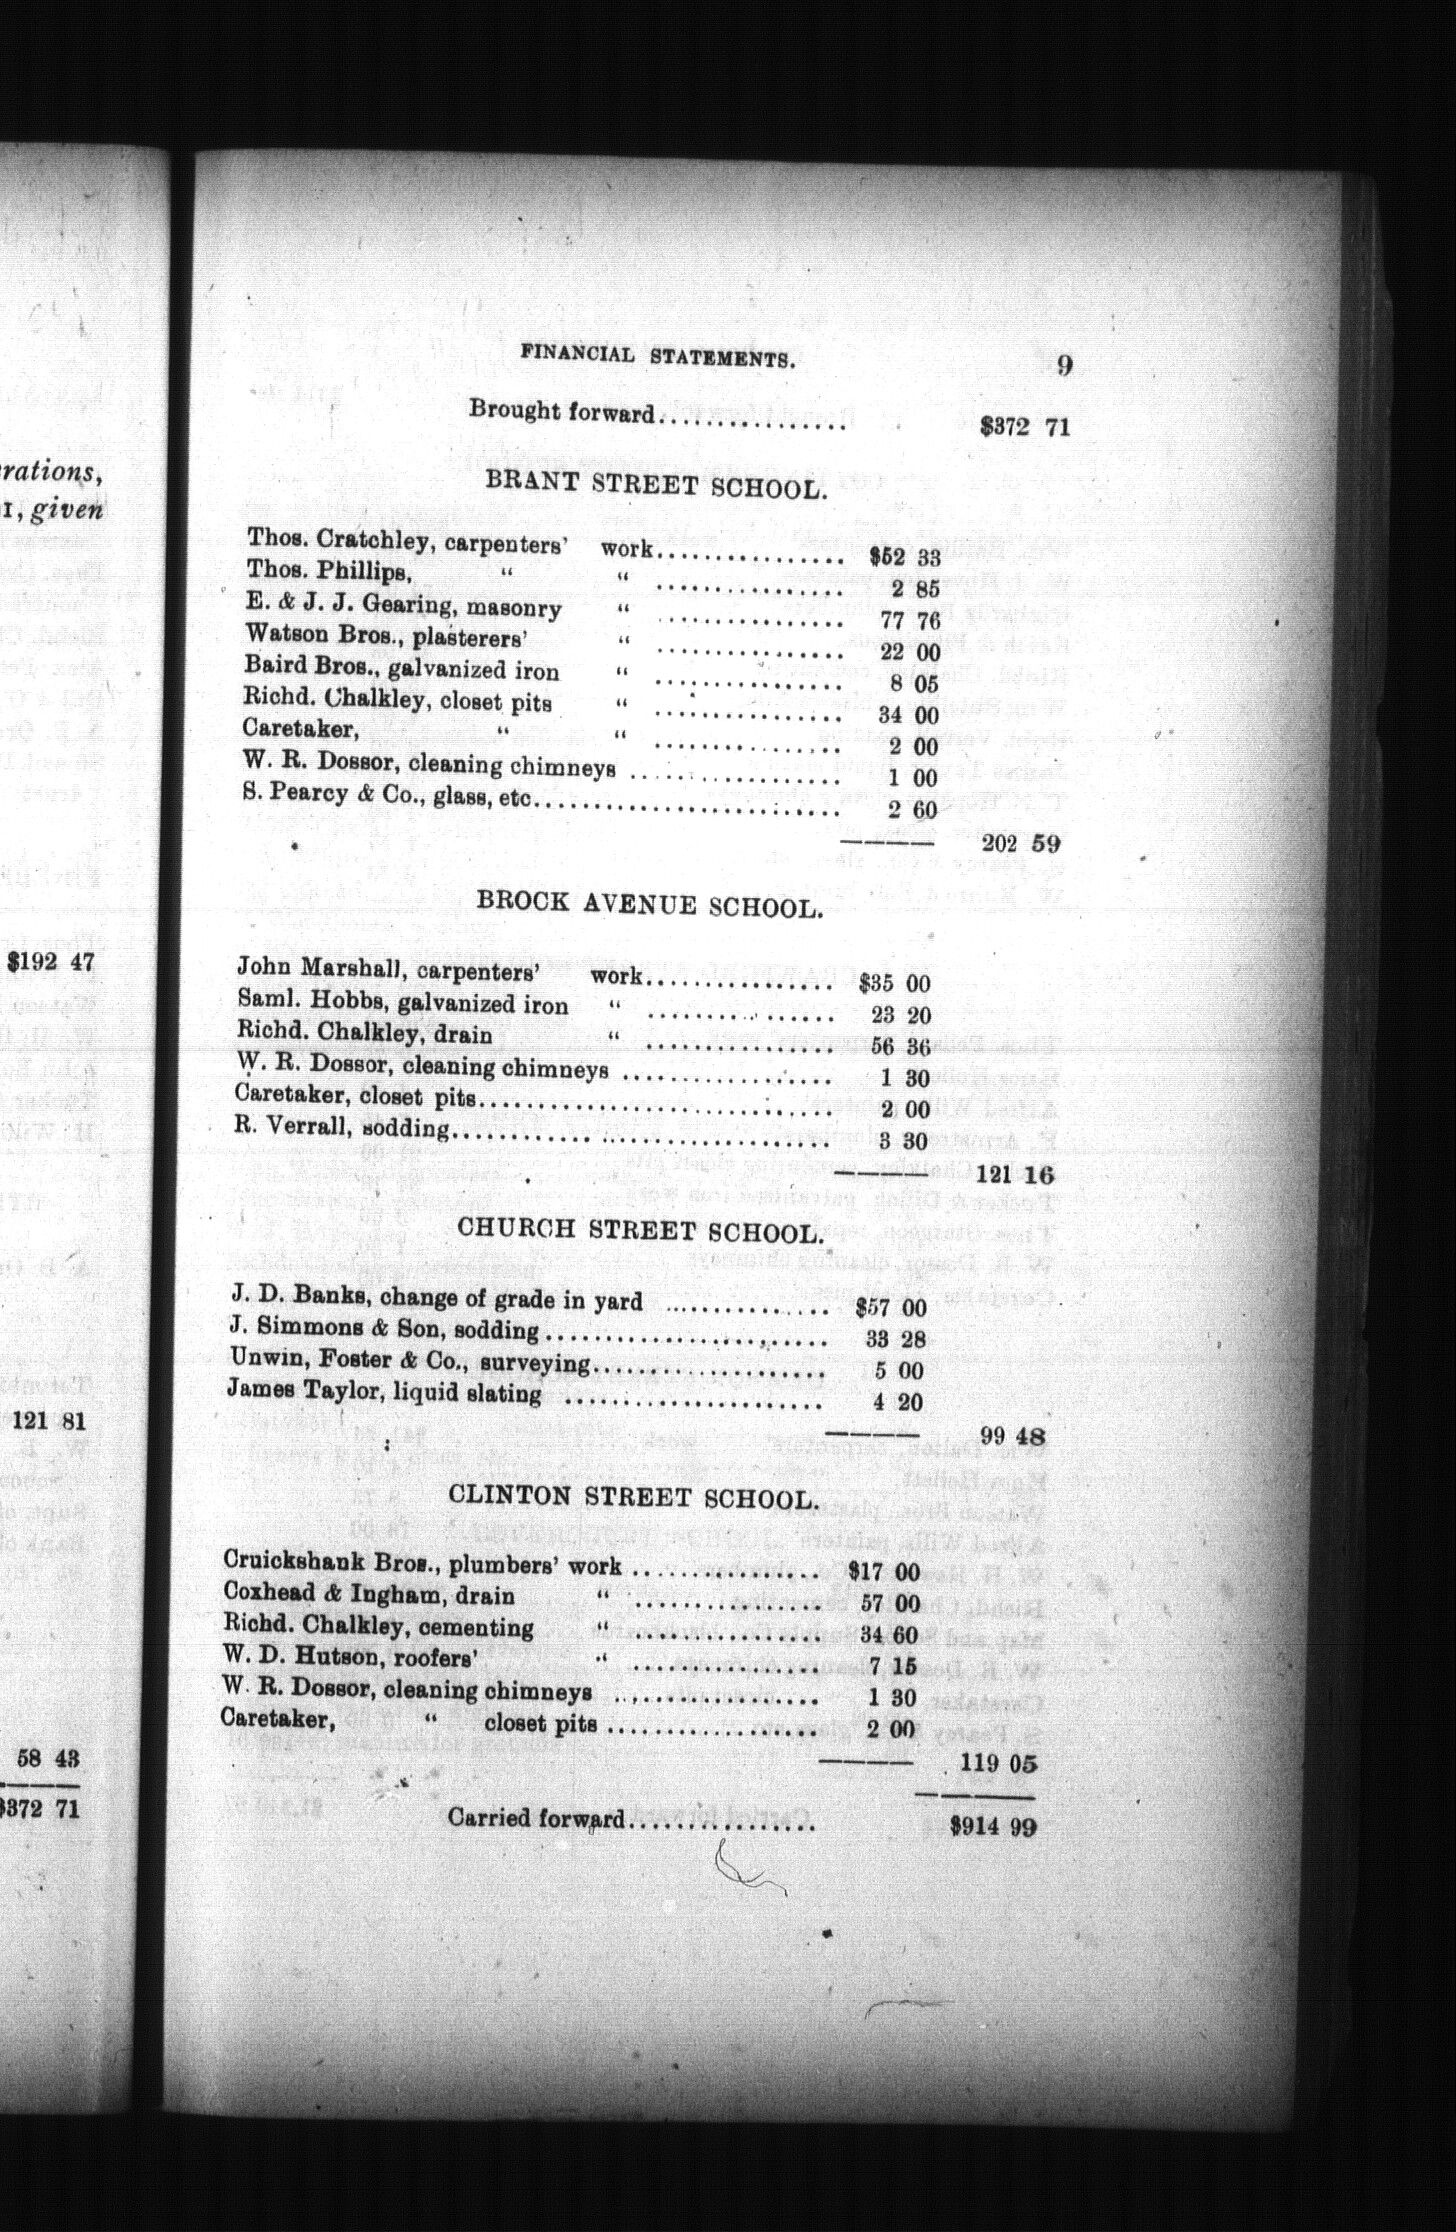 rations,
1, given
$192 47
121 81
58 43
$372 71
FINANCIAL STATEMENTS. 9
Brought forward................ $372 71
BRANT STREET SCHOOL.
Thos. Cratchley, carpenters' work................ $52 33
Thos. Phillips, " " ................ 2 85
E. & J. J. Gearing, masonry " ................ 77 76
Watson Bros., plasterers' " ................ 22 00
Baird Bros., galvanized iron " ................ 8 05
Richd. Chalkley, closet pits " ................ 34 00
Caretaker, " " ................ 2 00
W. R. Dossor, cleaning chimneys .................. 1 00
S. Pearcy & Co., glass, etc.......................... 2 60
202 59
BROCK AVENUE SCHOOL.
John Marshall, carpenters' work................ $35 00
Saml. Hobbs, galvanized iron " ................ 23 20
Richd. Chalkley, drain " ................ 56 36
W. R. Dossor, cleaning chimneys .................. 1 30
Caretaker, closet pits.............................. 2 00
R. Verrall, sodding................................ 3 30
121 16
CHURCH STREET SCHOOL.
J. D. Banks, change of grade in yard .............. $57 00
J. Simmons & Son, sodding........................ 33 28
Unwin, Foster & Co., surveying.................... 5 00
James Taylor, liquid slating ...................... 4 20
99 48
CLINTON STREET SCHOOL.
Cruickshank Bros., plumbers' work ................ $17 00
Coxhead & Ingham, drain " ................ 57 00
Richd. Chalkley, cementing " ................ 34 60
W. D. Hutson, roofers' " ................ 7 15
W. R. Dossor, cleaning chimneys .................. 1 30
Caretaker, " closet pits .................. 2 00
119 05
Carried forward................ $914 99